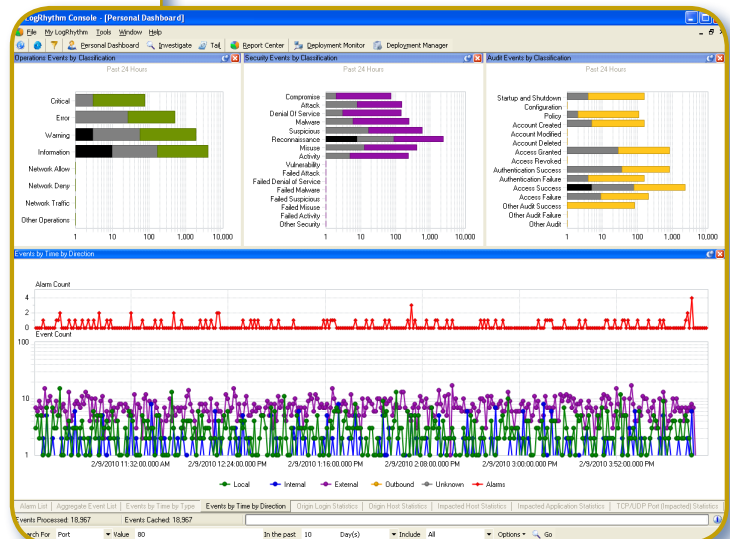 LogRhythm Console - [Personal Dashboard]
File My LogRhythm Tools Window Help
Personal Dashboard Investigate Tail Report Center Deployment Monitor Deployment Manager
Operations Events by Classification
Past 24 Hours
Critical
Error
Warning
Information
Network Allow
Network Deny
Network Traffic
Other Operations
1 10 100 1,000 10,000
Security Events by Classification
Past 24 Hours
Compromise
Attack
Denial Of Service
Malware
Suspicious
Reconnaissance
Misuse
Activity
Vulnerability
Failed Attack
Failed Denial of Service
Failed Malware
Failed Suspicious
Failed Misuse
Failed Activity
Other Security
1 10 100 1,000 10,000
Audit Events by Classification
Past 24 Hours
Startup and Shutdown
Configuration
Policy
Account Created
Account Modified
Account Deleted
Access Granted
Access Revoked
Authentication Success
Authentication Failure
Access Success
Access Failure
Other Audit Success
Other Audit Failure
Other Audit
1 10 100 1,000 10,000
Events by Time by Direction
Alarm Count
4
2
0
Event Count
100
10
1
2/9/2010 11:32:00.000 AM 2/9/2010 12:24:00.000 PM 2/9/2010 1:16:00.000 PM 2/9/2010 2:08:00.000 PM 2/9/2010 3:00:00.000 PM 2/9/2010 3:52:00.000 PM
Local Internal External Outbound Unknown Alarms
Alarm List Aggregate Event List Events by Time by Type Events by Time by Direction Origin Login Statistics Origin Host Statistics Impacted Host Statistics Impacted Application Statistics TCP/UDP Port (Impacted) Statistics
Events Processed: 18,967 Events Cached: 18,967
arch For Port Value 80 In the past 10 Day(s) Include All Options Go